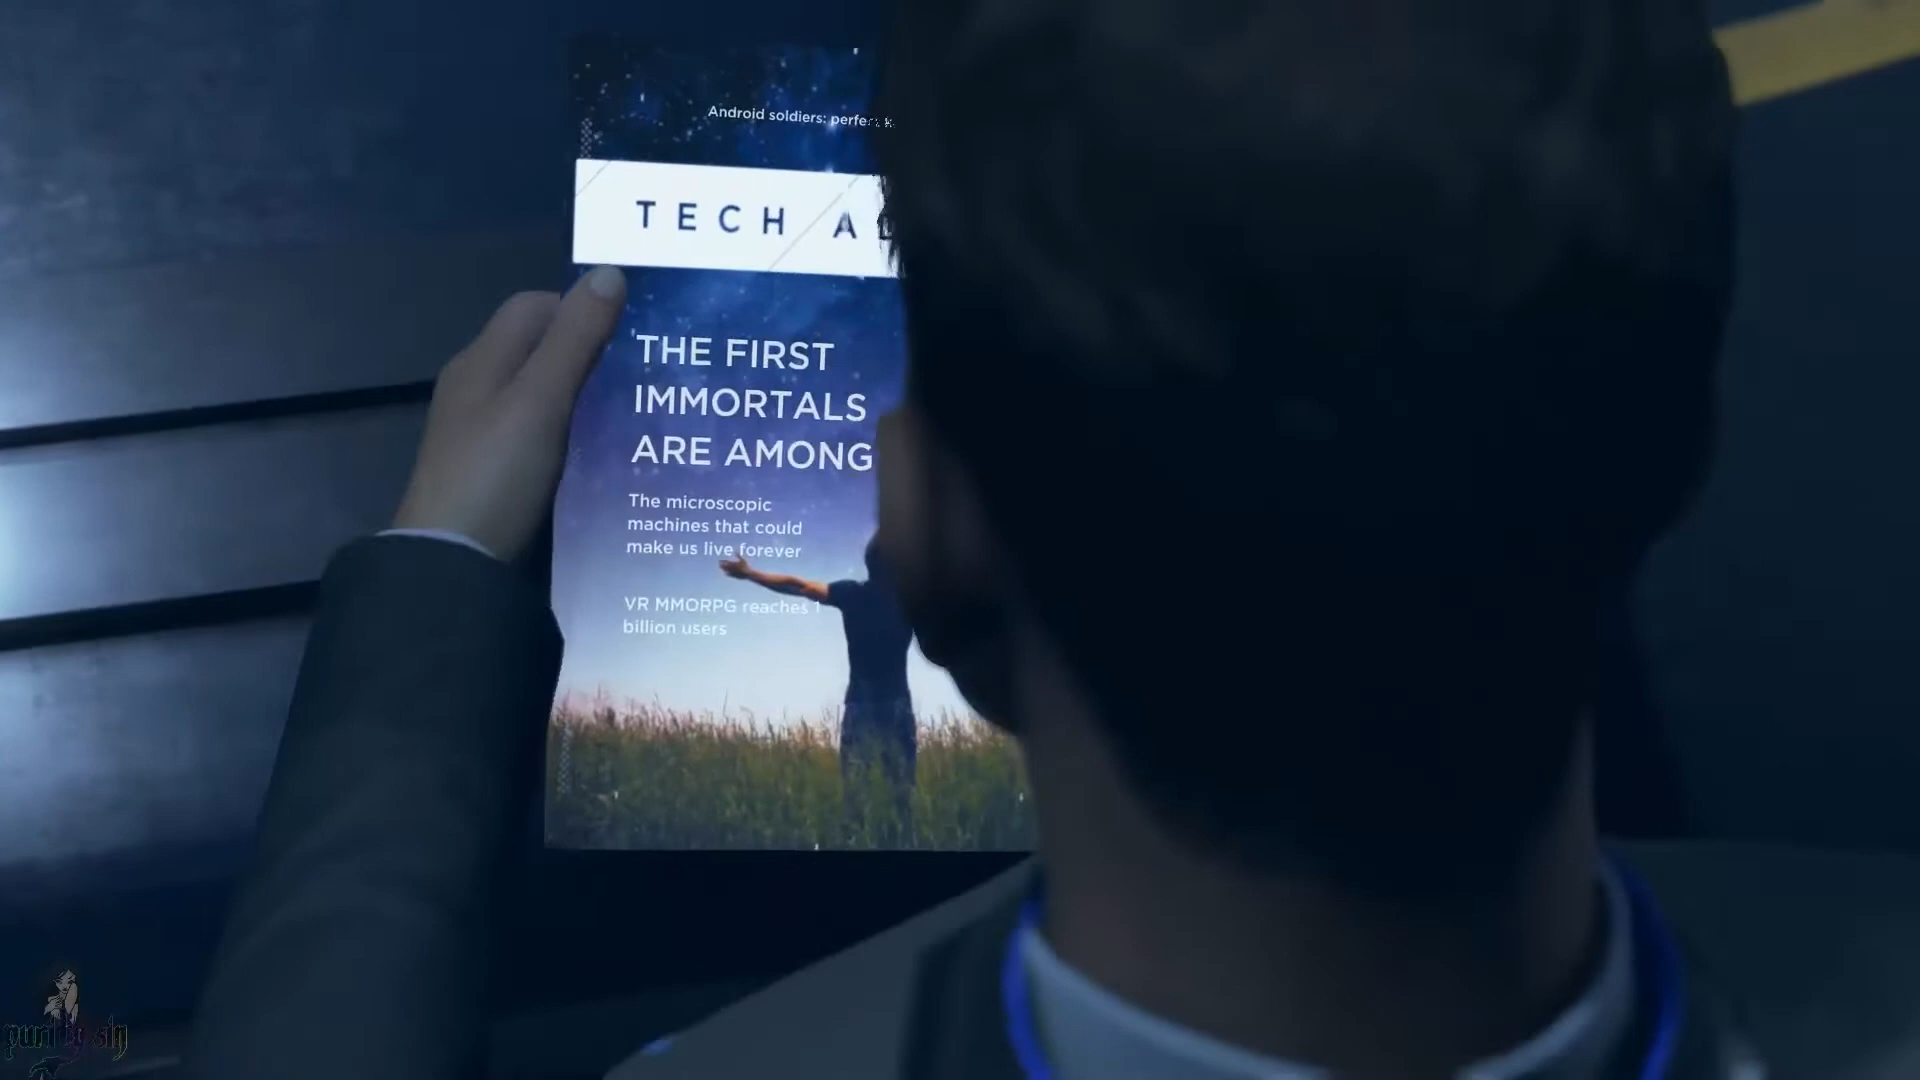 Android soldiers:
TECH
THE FIRST
IMMORTALS
ARE AMONG
The microscopic
machines that could
make us live forever
VR MMORPG reaches 1
billion users